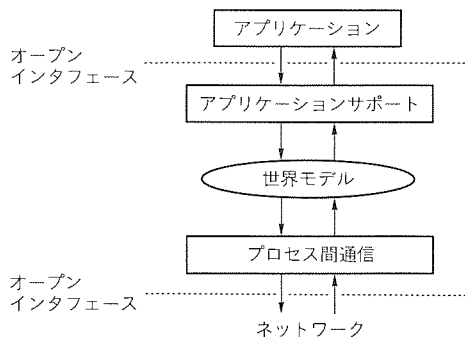 アプリケーション
オープン
インタフェース
アプリケーションサポート
世界モデル
プロセス間通信
オープン
インタフェース
ネットワーク